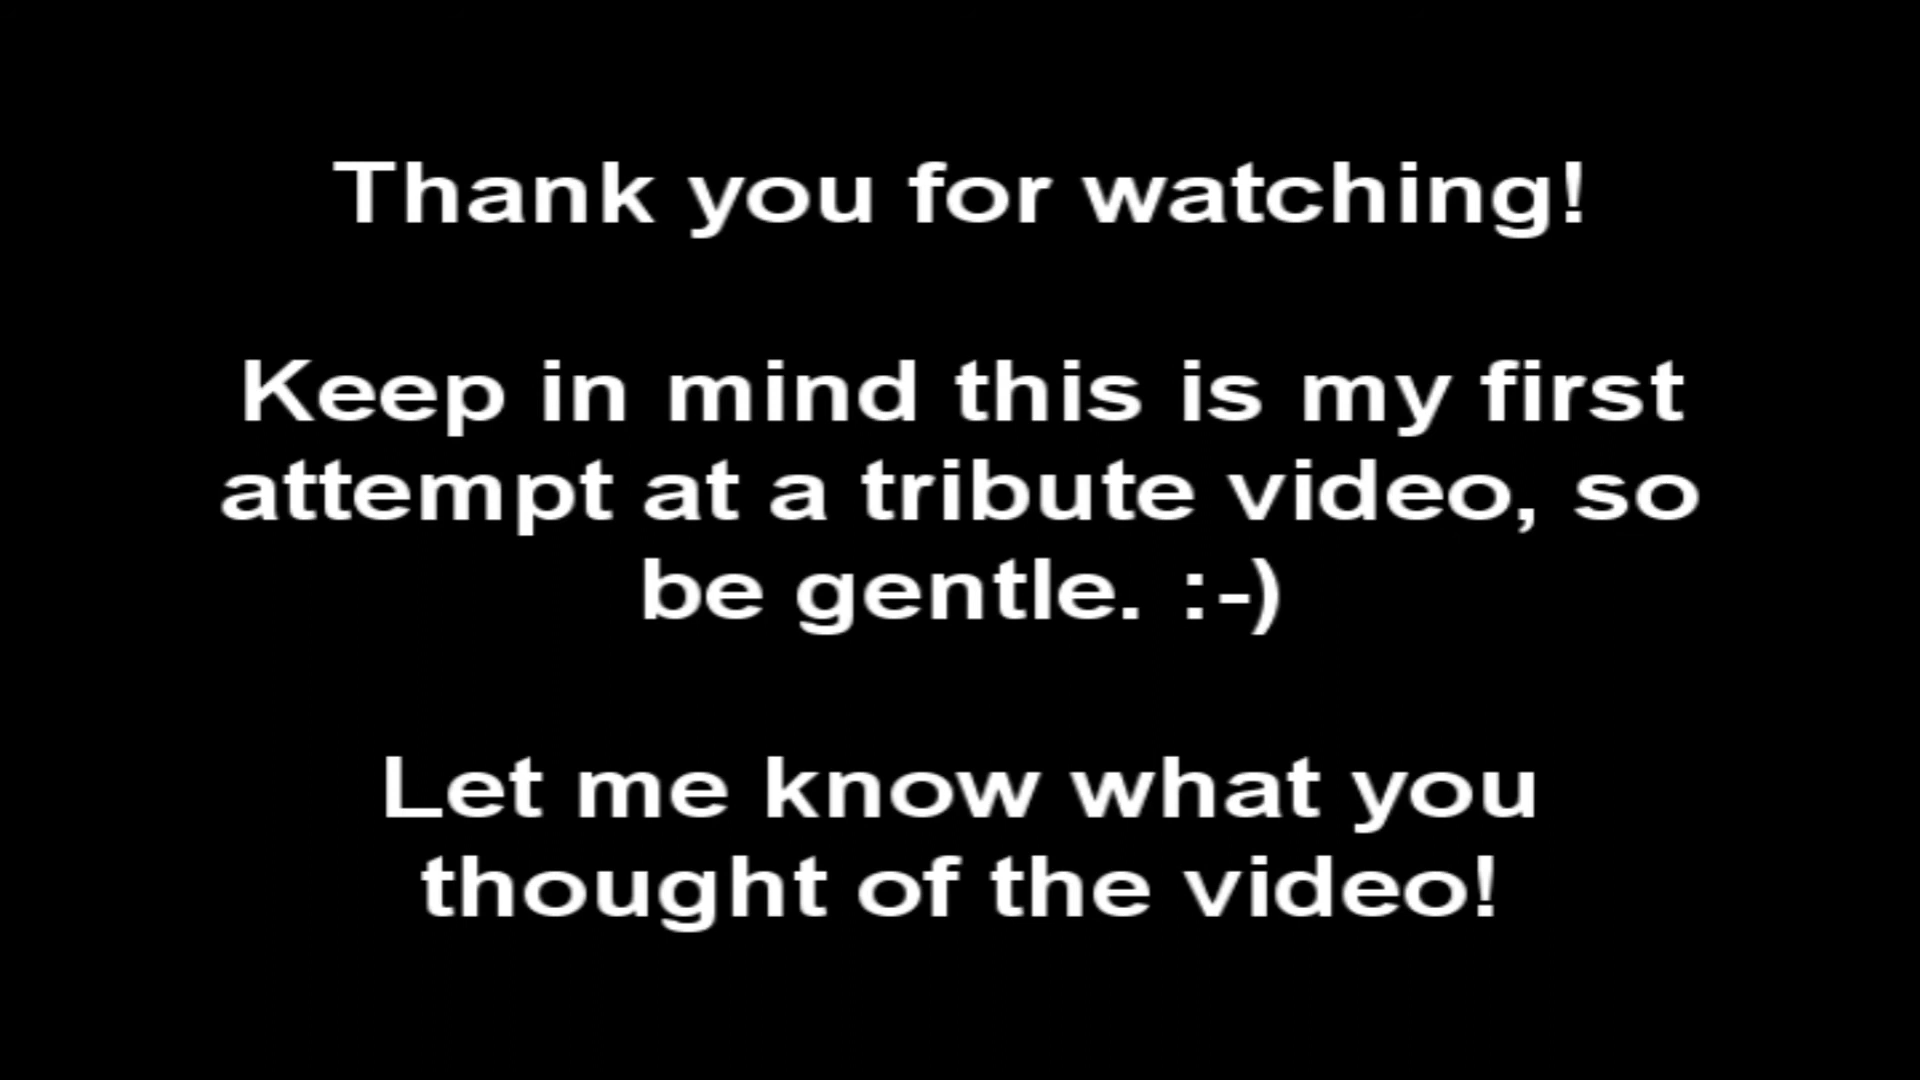 Thank you for watching!
Keep in mind this is my first
attempt at a tribute video, so
be gentle. :-)
Let me know what you
thought of the video!